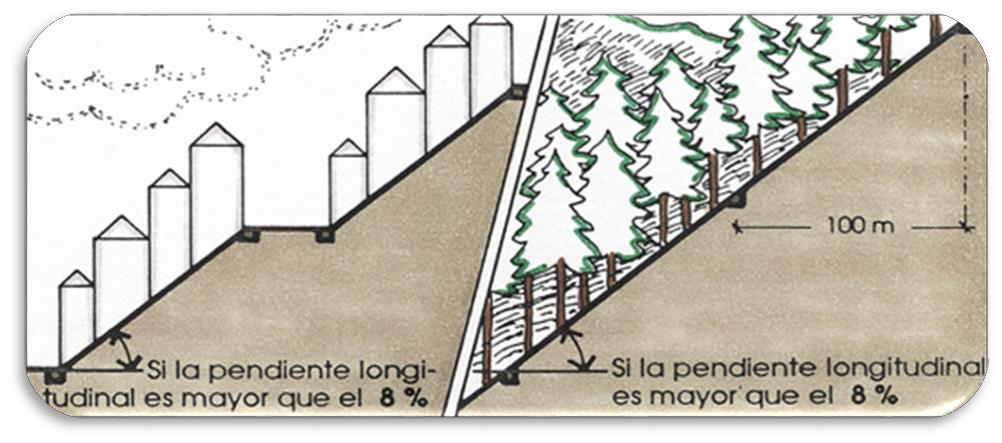 Si la pendiente longi-
tudinal es mayor que el 8 %
100 m
Si la pendiente longitudinal
es mayor que el 8 %